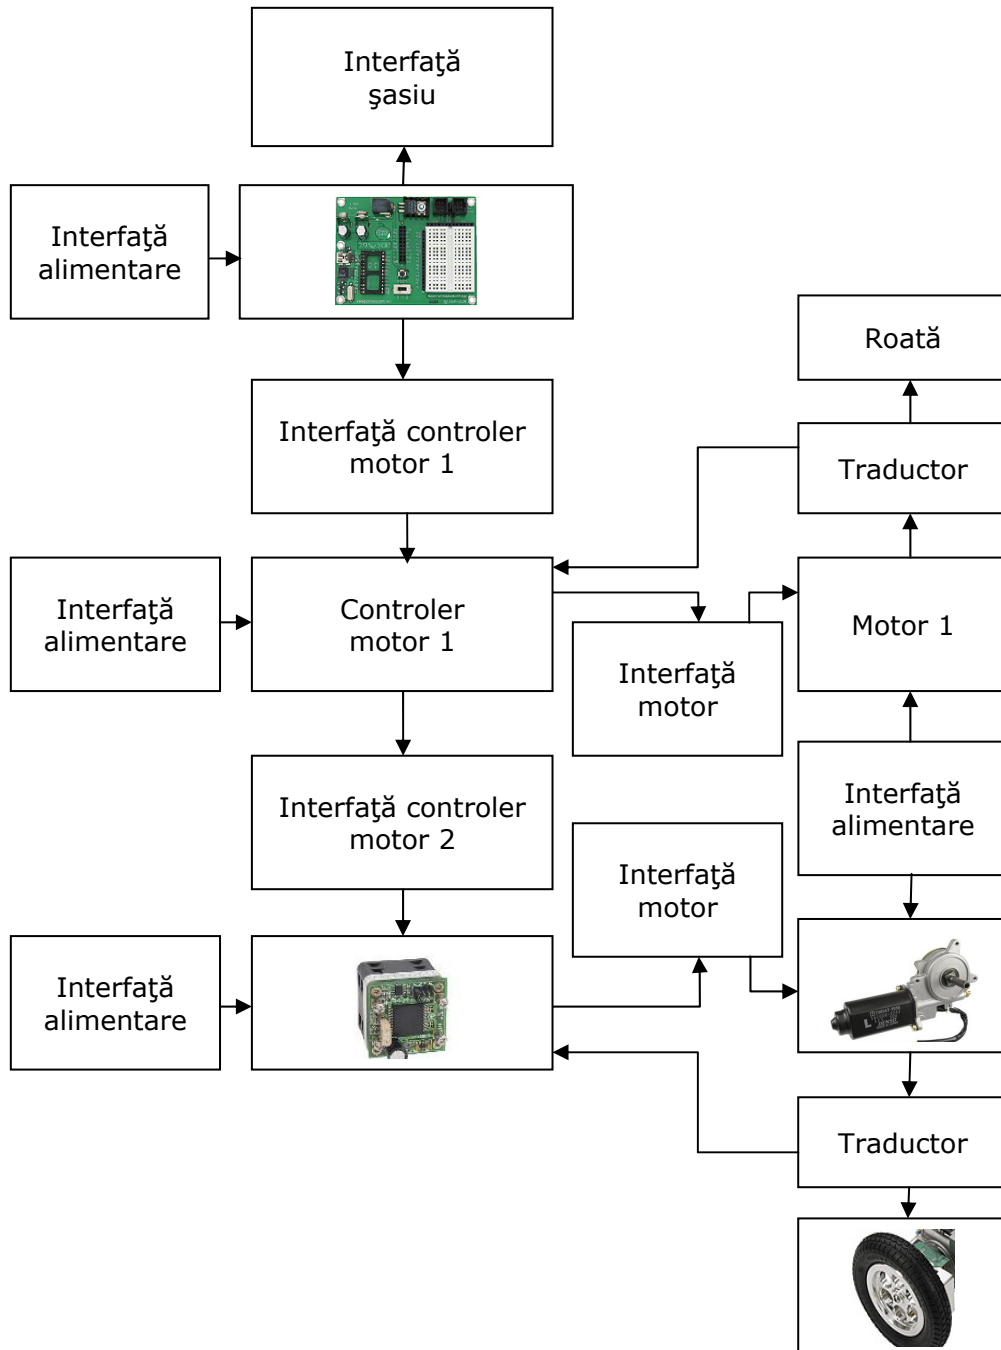 Interfaţă
şasiu
Interfaţă
alimentare
Roată
Interfaţă controler
motor 1
Traductor
Interfaţă
alimentare
Controler
motor 1
Motor 1
Interfaţă
motor
Interfaţă controler
motor 2
Interfaţă
alimentare
Interfaţă
motor
Interfaţă
alimentare
Traductor